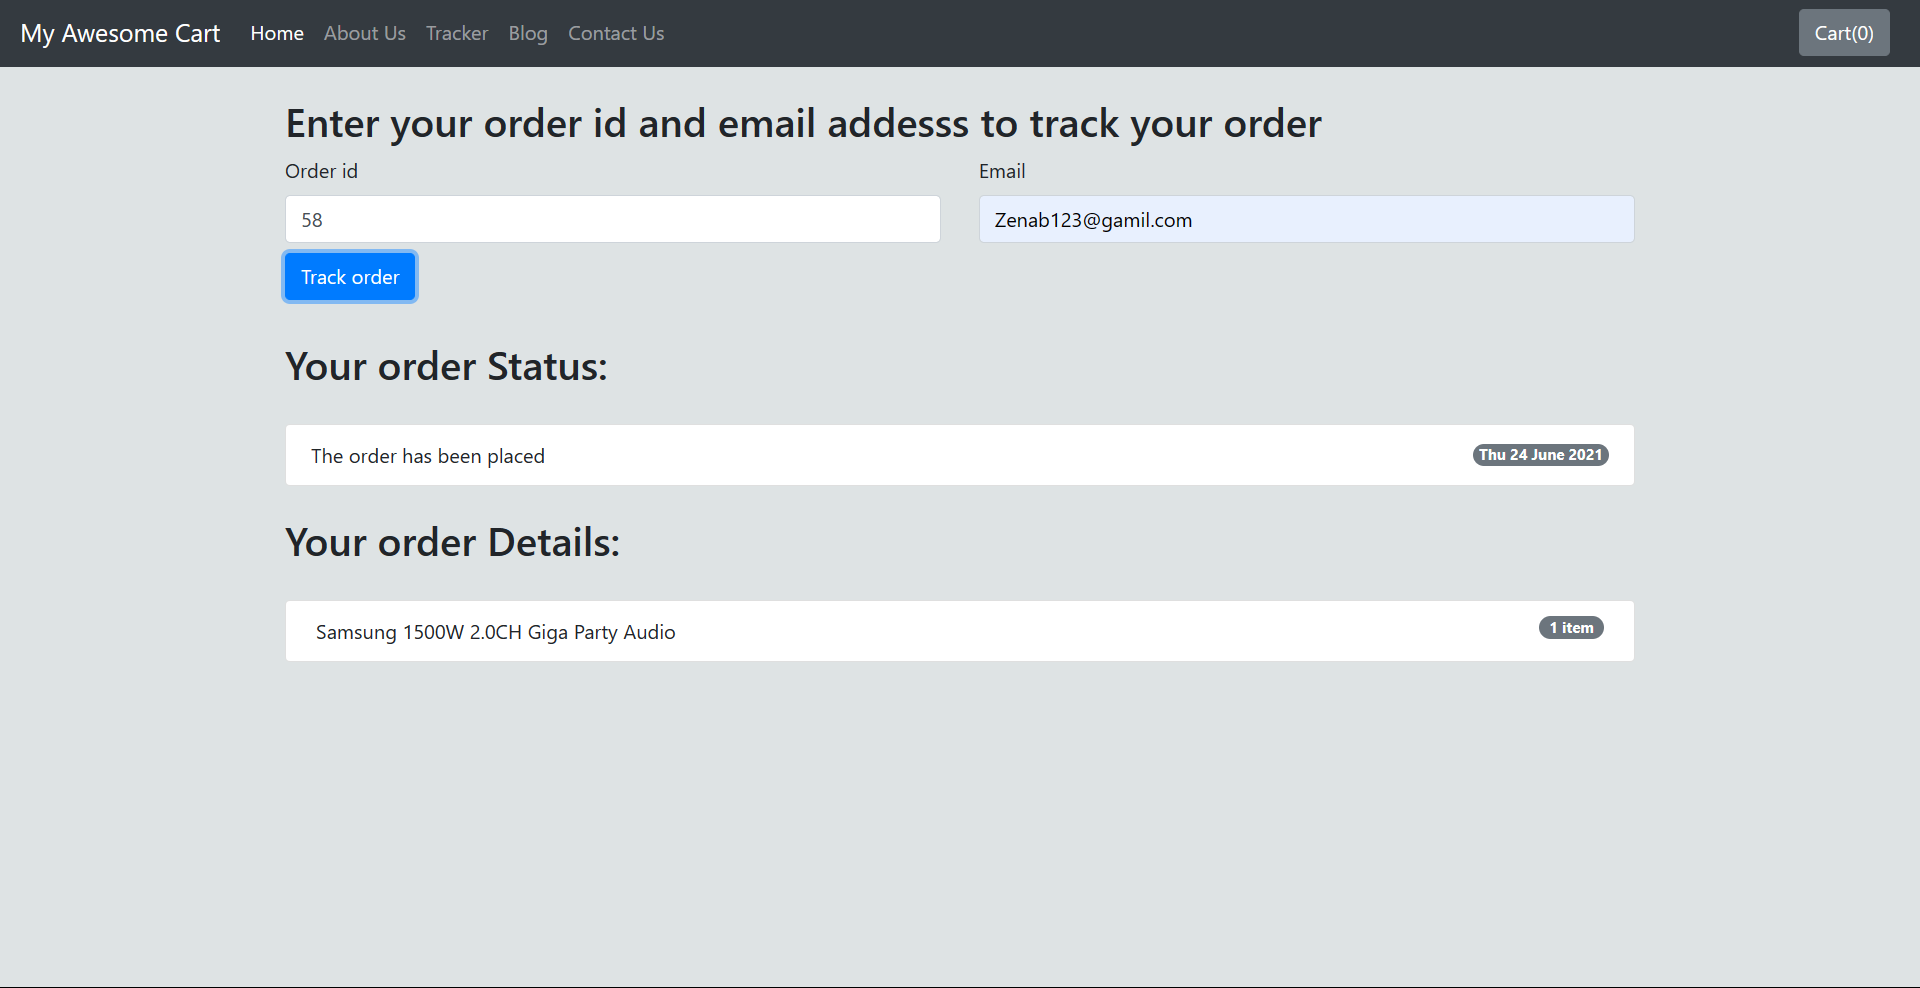 My Awesome Cart Home About Us Tracker Blog Contact Us Cart(0)
Enter your order id and email addesss to track your order
Order id Email
58 Zenab123@gamil.com
Track order
Your order Status:
The order has been placed Thu 24 June 2021
Your order Details:
Samsung 1500W 2.0CH Giga Party Audio 1 item